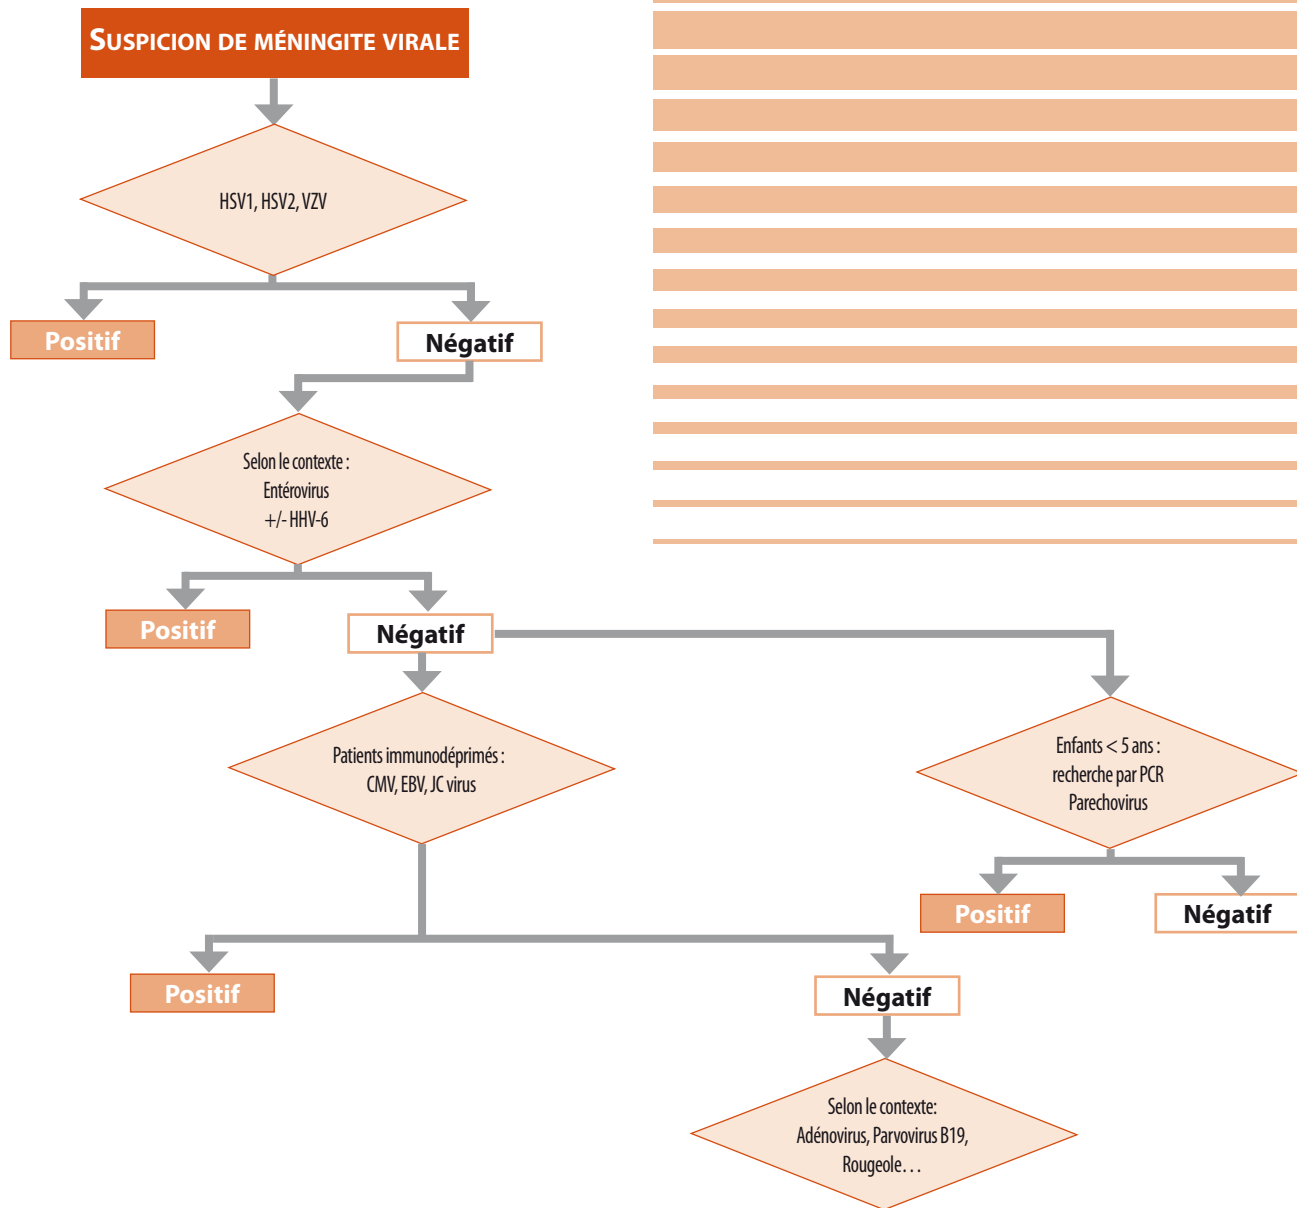 SUSPICION DE MÉNINGITE VIRALE
HSV1, HSV2, VZV
Positif
Négatif
Selon le contexte :
Entérovirus
+/- HHV-6
Positif
Négatif
Patients immunodéprimés :
CMV, EBV, JC virus
Enfants < 5 ans :
recherche par PCR
Parechovirus
Positif
Négatif
Positif
Négatif
Selon le contexte:
Adénovirus, Parvovirus B19,
Rougeole…